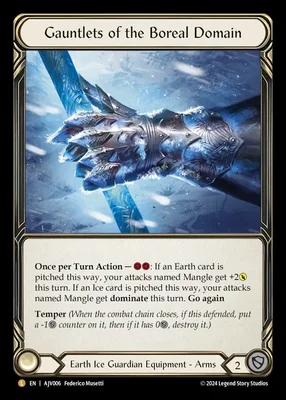 Gauntlets of the Boreal Domain
Once per Turn Action — : If an Earth card is
pitched this way, your attacks named Mangle get +2
this turn. If an Ice card is pitched this way, your attacks
named Mangle get dominate this turn. Go again
Temper (When the combat chain closes, if this defended, put
a -1 counter on it, then if it has 0 , destroy it.)
Earth Ice Guardian Equipment - Arms
2
L EN | AJV006 Federico Musetti
© 2024 Legend Story Studios